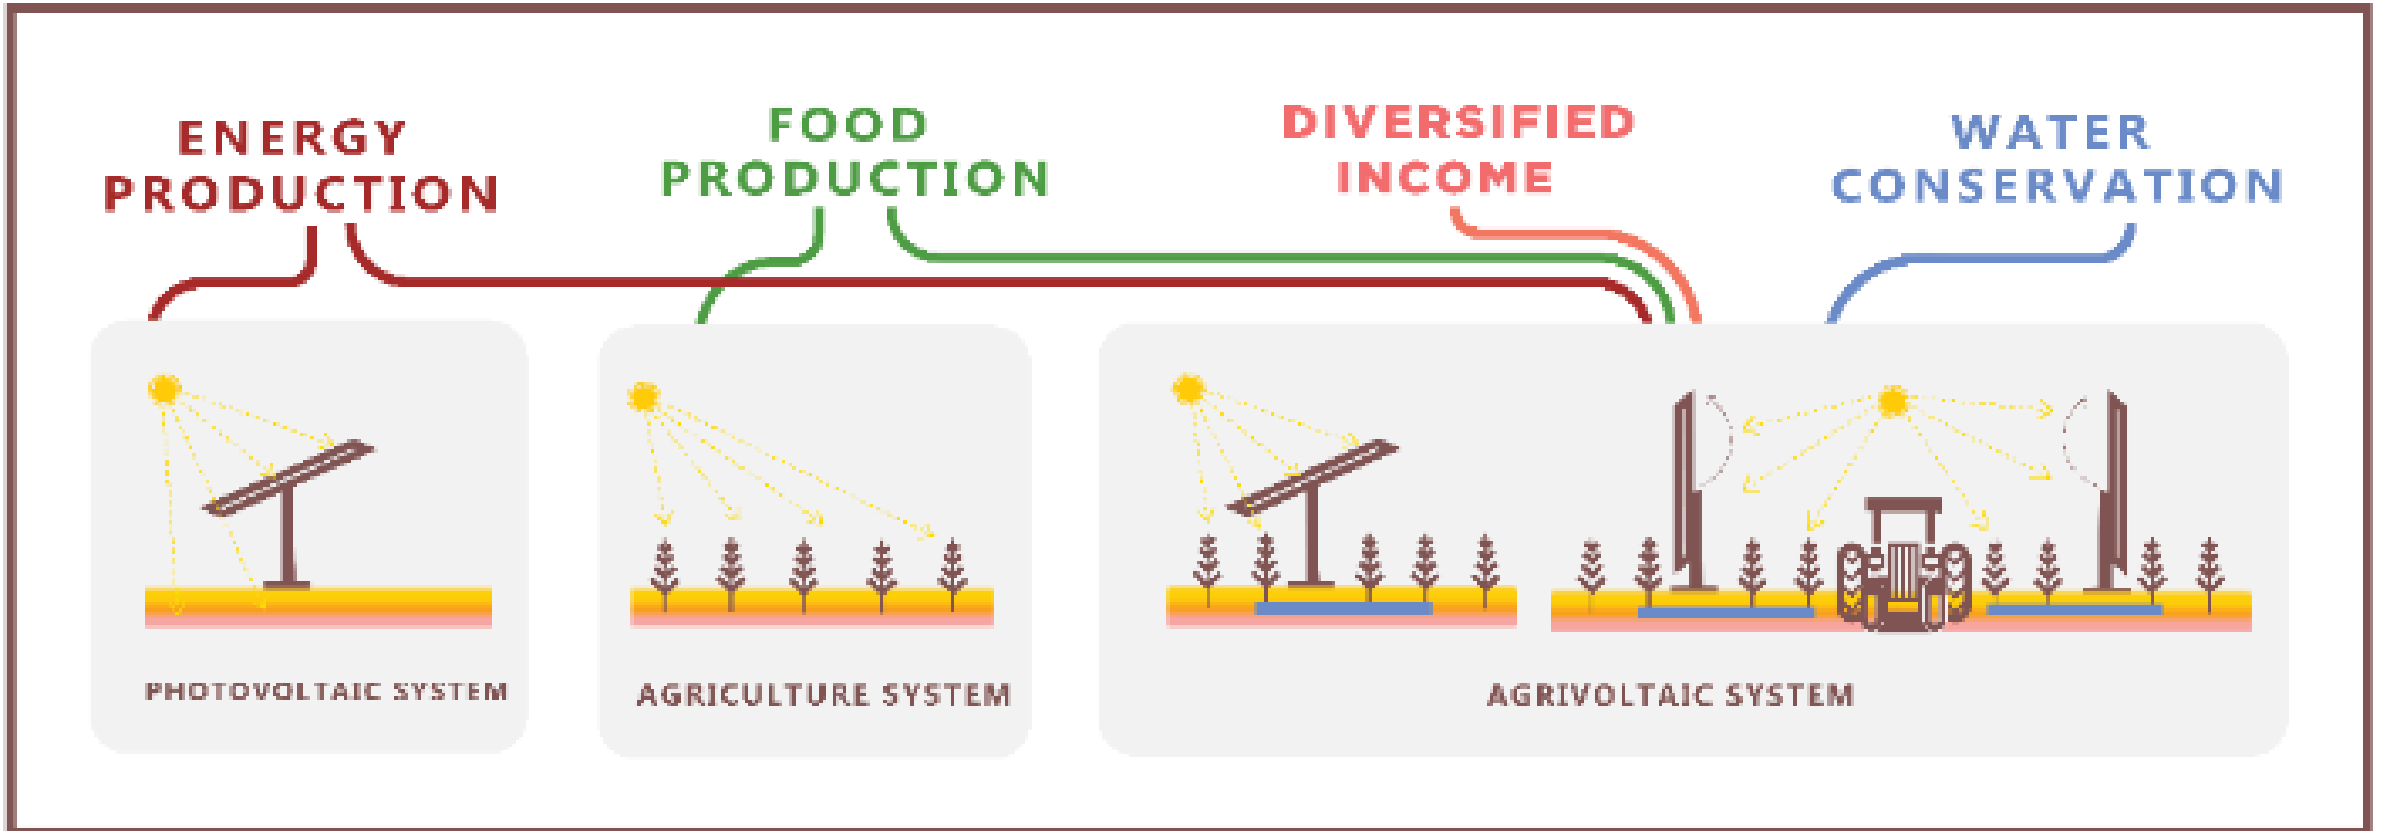 ENERGY
PRODUCTION
FOOD
PRODUCTION
DIVERSIFIED
INCOME
WATER
CONSERVATION
PHOTOVOLTAIC SYSTEM
AGRICULTURE SYSTEM
AGRIVOLTAIC SYSTEM